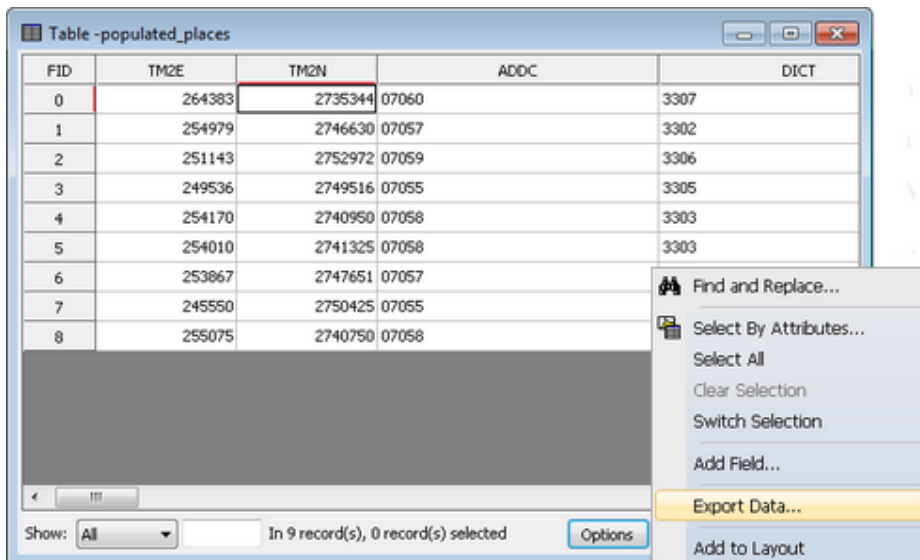 Table -populated_places
FID TM2E TM2N ADDC DICT
0 264383 2735344 07060 3307
1 254979 2746630 07057 3302
2 251143 2752972 07059 3306
3 249536 2749516 07055 3305
4 254170 2740950 07058 3303
5 254010 2741325 07058 3303
6 253867 2747651 07057
7 245550 2750425 07055
8 255075 2740750 07058
Find and Replace...
Select By Attributes...
Select All
Clear Selection
Switch Selection
Add Field...
Export Data...
Add to Layout
Show: All In 9 record(s), 0 record(s) selected Options